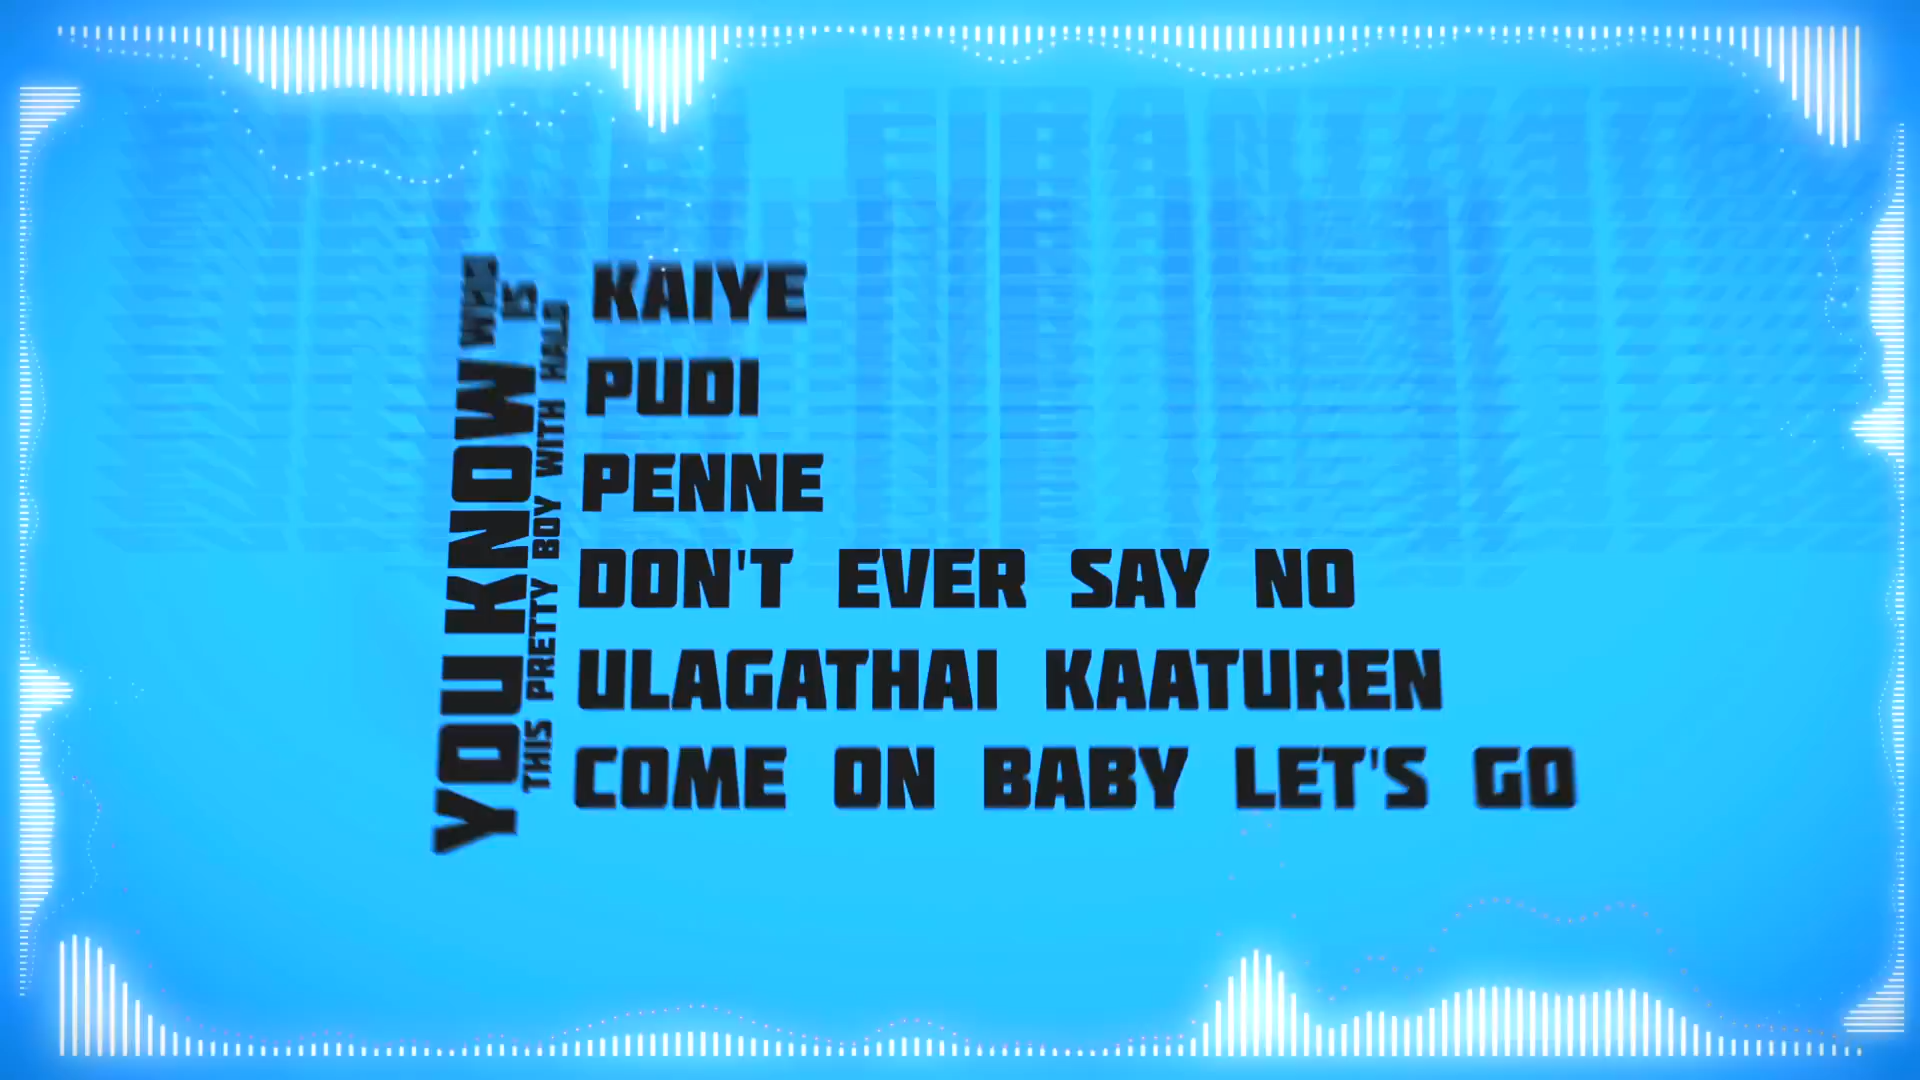 YOU KNOW WHO
IS
THIS PRETTY BOY WITH HALO
KAIYE
PUDI
PENNE
DON'T EVER SAY NO
ULAGATHAI KAATUREN
COME ON BABY LET'S GO